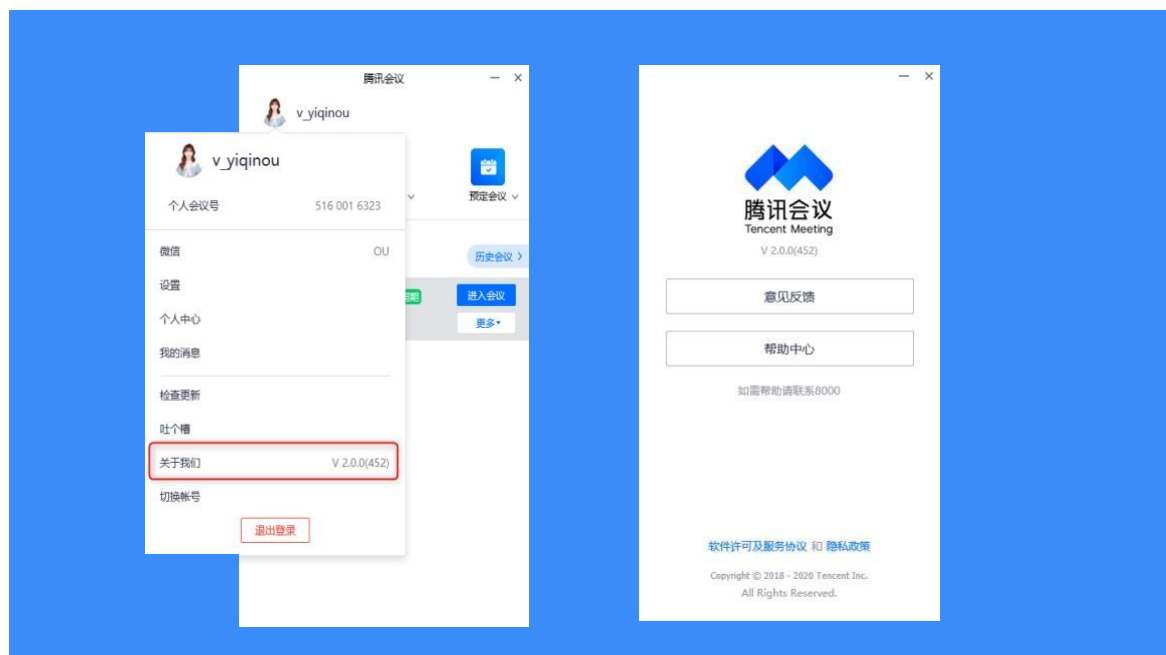 腾讯会议
v_yiqinou
v_yiqinou
个人会议号 516 001 6323
微信 OU
设置
个人中心
我的消息
检查更新
吐个槽
关于我们 V 2.0.0(452)
切换帐号
退出登录
预定会议
历史会议
进入会议
更多
腾讯会议
Tencent Meeting
V 2.0.0(452)
意见反馈
帮助中心
如需帮助请联系8000
软件许可及服务协议 和 隐私政策
Copyright © 2018 - 2020 Tencent Inc.
All Rights Reserved.